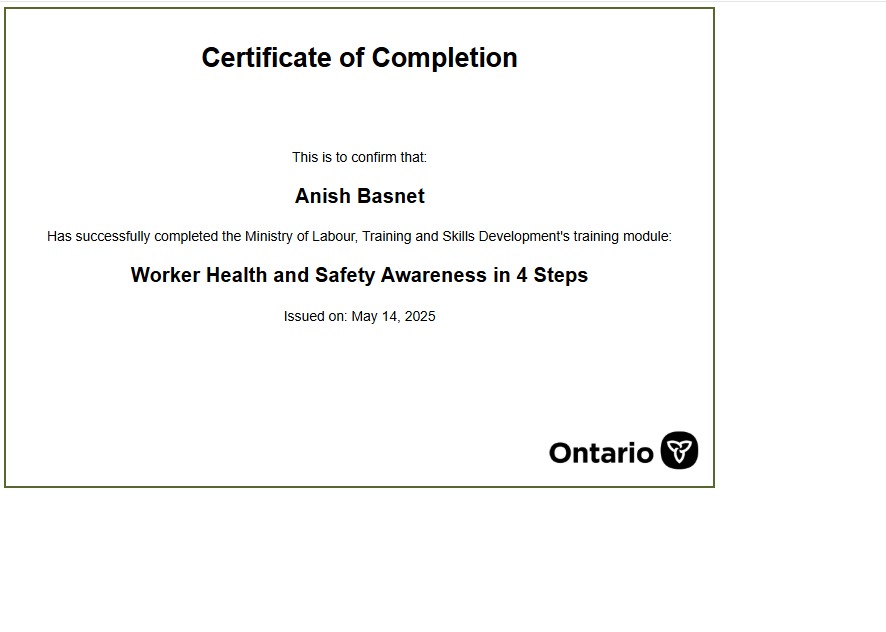 Certificate of Completion
This is to confirm that:
Anish Basnet
Has successfully completed the Ministry of Labour, Training and Skills Development's training module:
Worker Health and Safety Awareness in 4 Steps
Issued on: May 14, 2025
Ontario